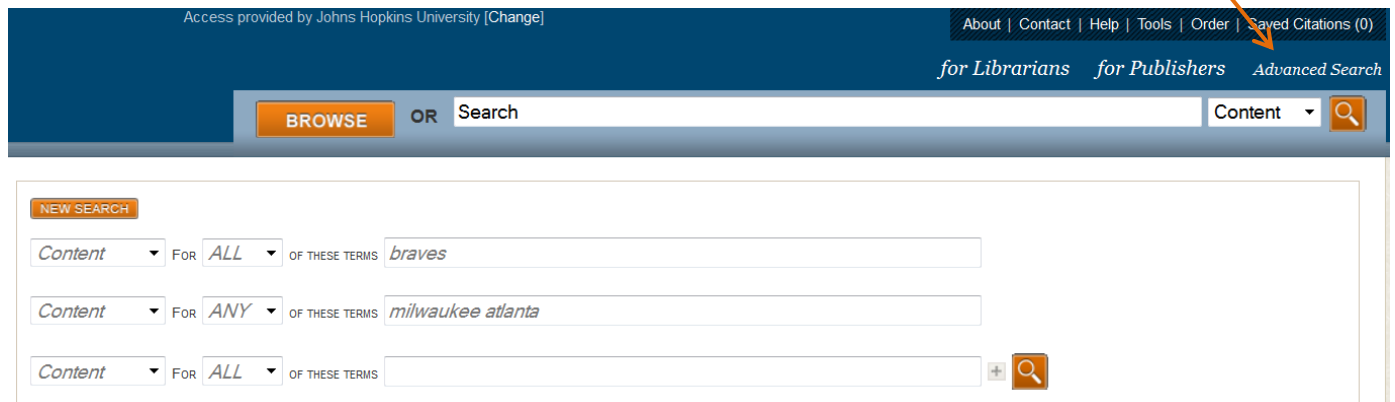 Access provided by Johns Hopkins University [Change]
About | Contact | Help | Tools | Order | Saved Citations (0)
for Librarians for Publishers Advanced Search
BROWSE OR Search Content
NEW SEARCH
Content FOR ALL OF THESE TERMS braves
Content FOR ANY OF THESE TERMS milwaukee atlanta
Content FOR ALL OF THESE TERMS +